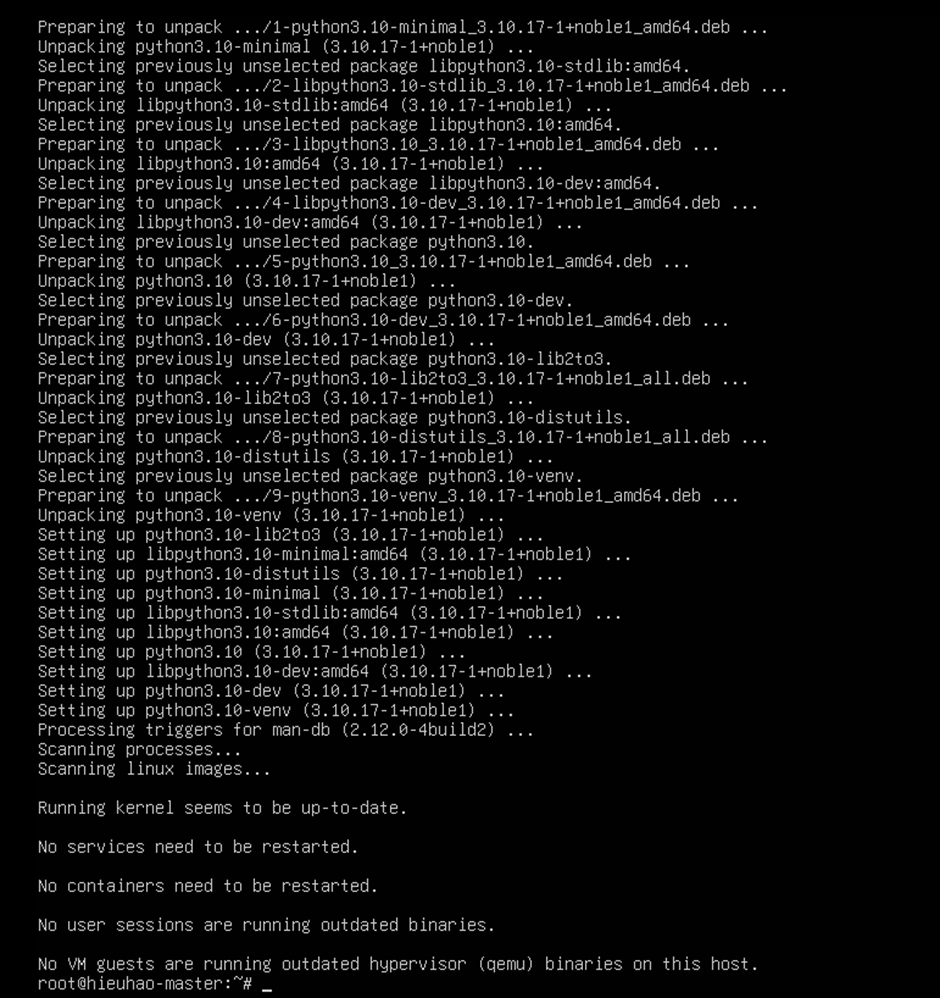 Preparing to unpack .../1-python3.10-minimal_3.10.17-1+noble1_amd64.deb ...
Unpacking python3.10-minimal (3.10.17-1+noble1) ...
Selecting previously unselected package libpython3.10-stdlib:amd64.
Preparing to unpack .../2-libpython3.10-stdlib_3.10.17-1+noble1_amd64.deb ...
Unpacking libpython3.10-stdlib:amd64 (3.10.17-1+noble1) ...
Selecting previously unselected package libpython3.10:amd64.
Preparing to unpack .../3-libpython3.10_3.10.17-1+noble1_amd64.deb ...
Unpacking libpython3.10:amd64 (3.10.17-1+noble1) ...
Selecting previously unselected package libpython3.10-dev:amd64.
Preparing to unpack .../4-libpython3.10-dev_3.10.17-1+noble1_amd64.deb ...
Unpacking libpython3.10-dev:amd64 (3.10.17-1+noble1) ...
Selecting previously unselected package python3.10.
Preparing to unpack .../5-python3.10_3.10.17-1+noble1_amd64.deb ...
Unpacking python3.10 (3.10.17-1+noble1) ...
Selecting previously unselected package python3.10-dev.
Preparing to unpack .../6-python3.10-dev_3.10.17-1+noble1_amd64.deb ...
Unpacking python3.10-dev (3.10.17-1+noble1) ...
Selecting previously unselected package python3.10-lib2to3.
Preparing to unpack .../7-python3.10-lib2to3_3.10.17-1+noble1_all.deb ...
Unpacking python3.10-lib2to3 (3.10.17-1+noble1) ...
Selecting previously unselected package python3.10-distutils.
Preparing to unpack .../8-python3.10-distutils_3.10.17-1+noble1_all.deb ...
Unpacking python3.10-distutils (3.10.17-1+noble1) ...
Selecting previously unselected package python3.10-venv.
Preparing to unpack .../9-python3.10-venv_3.10.17-1+noble1_amd64.deb ...
Unpacking python3.10-venv (3.10.17-1+noble1) ...
Setting up python3.10-lib2to3 (3.10.17-1+noble1) ...
Setting up libpython3.10-minimal:amd64 (3.10.17-1+noble1) ...
Setting up python3.10-distutils (3.10.17-1+noble1) ...
Setting up python3.10-minimal (3.10.17-1+noble1) ...
Setting up libpython3.10-stdlib:amd64 (3.10.17-1+noble1) ...
Setting up libpython3.10:amd64 (3.10.17-1+noble1) ...
Setting up python3.10 (3.10.17-1+noble1) ...
Setting up libpython3.10-dev:amd64 (3.10.17-1+noble1) ...
Setting up python3.10-dev (3.10.17-1+noble1) ...
Setting up python3.10-venv (3.10.17-1+noble1) ...
Processing triggers for man-db (2.12.0-4build2) ...
Scanning processes...
Scanning linux images...
Running kernel seems to be up-to-date.
No services need to be restarted.
No containers need to be restarted.
No user sessions are running outdated binaries.
No VM guests are running outdated hypervisor (qemu) binaries on this host.
root@hieuhao-master:~# _